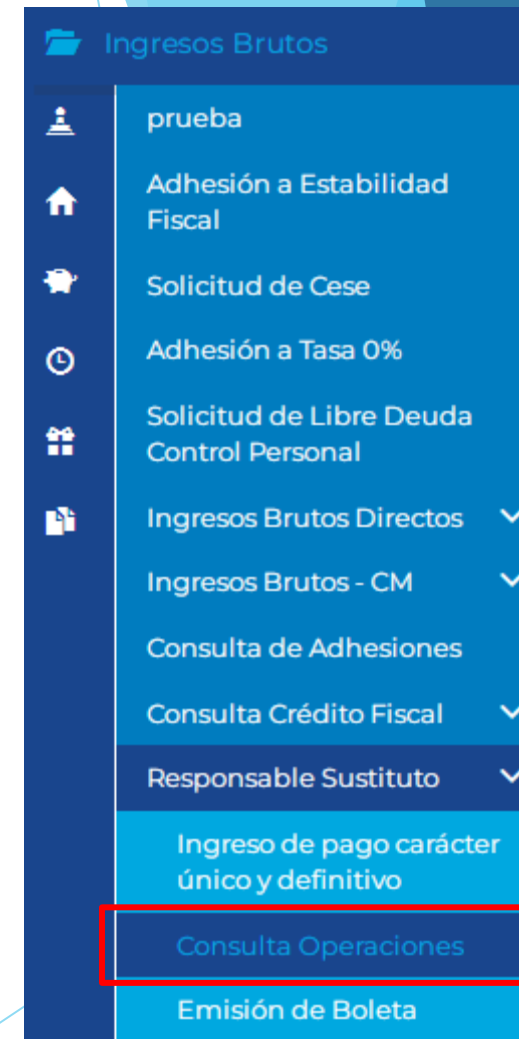 Ingresos Brutos
prueba
Adhesión a Estabilidad
Fiscal
Solicitud de Cese
Adhesión a Tasa 0%
Solicitud de Libre Deuda
Control Personal
Ingresos Brutos Directos
Ingresos Brutos - CM
Consulta de Adhesiones
Consulta Crédito Fiscal
Responsable Sustituto
Ingreso de pago carácter
único y definitivo
Consulta Operaciones
Emisión de Boleta